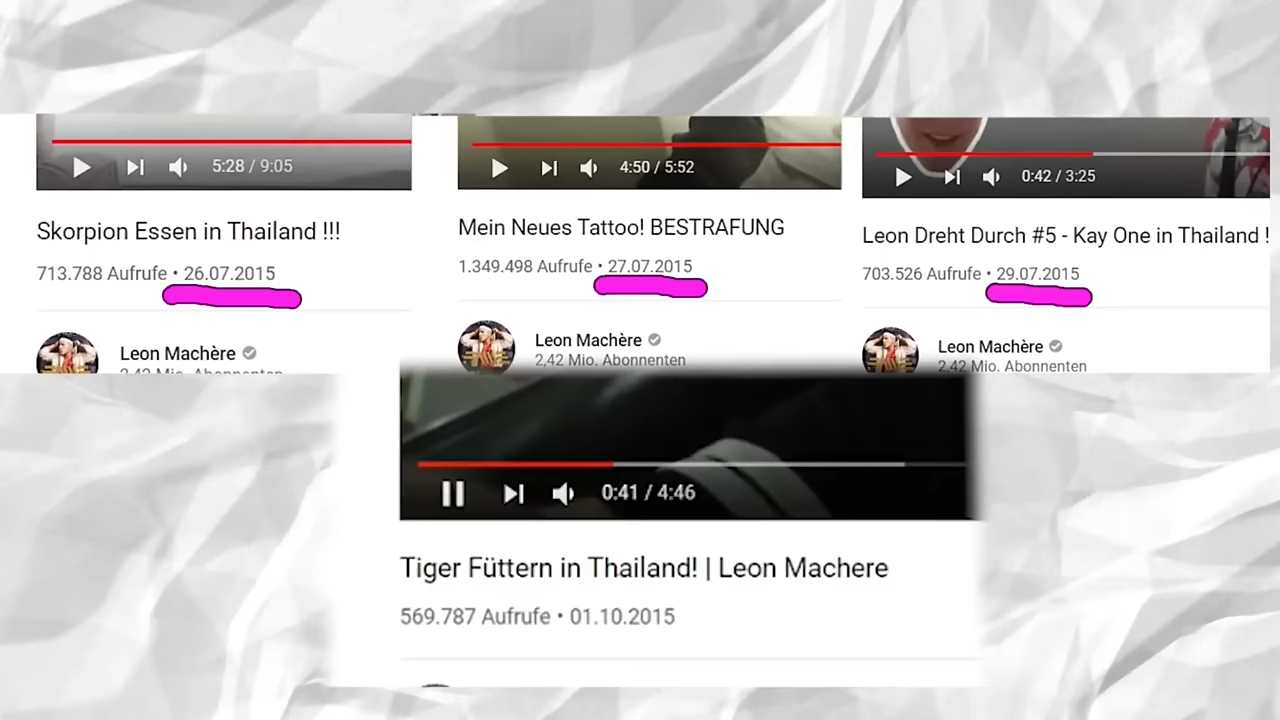 5:28 / 9:05
Skorpion Essen in Thailand !!!
713.788 Aufrufe • 26.07.2015
Leon Machère
2,42 Mio. Abonnenten
4:50 / 5:52
Mein Neues Tattoo! BESTRAFUNG
1.349.498 Aufrufe • 27.07.2015
Leon Machère
2,42 Mio. Abonnenten
0:42 / 3:25
Leon Dreht Durch #5 - Kay One in Thailand !
703.526 Aufrufe • 29.07.2015
Leon Machère
2,42 Mio. Abonnenten
0:41 / 4:46
Tiger Füttern in Thailand! | Leon Machere
569.787 Aufrufe • 01.10.2015